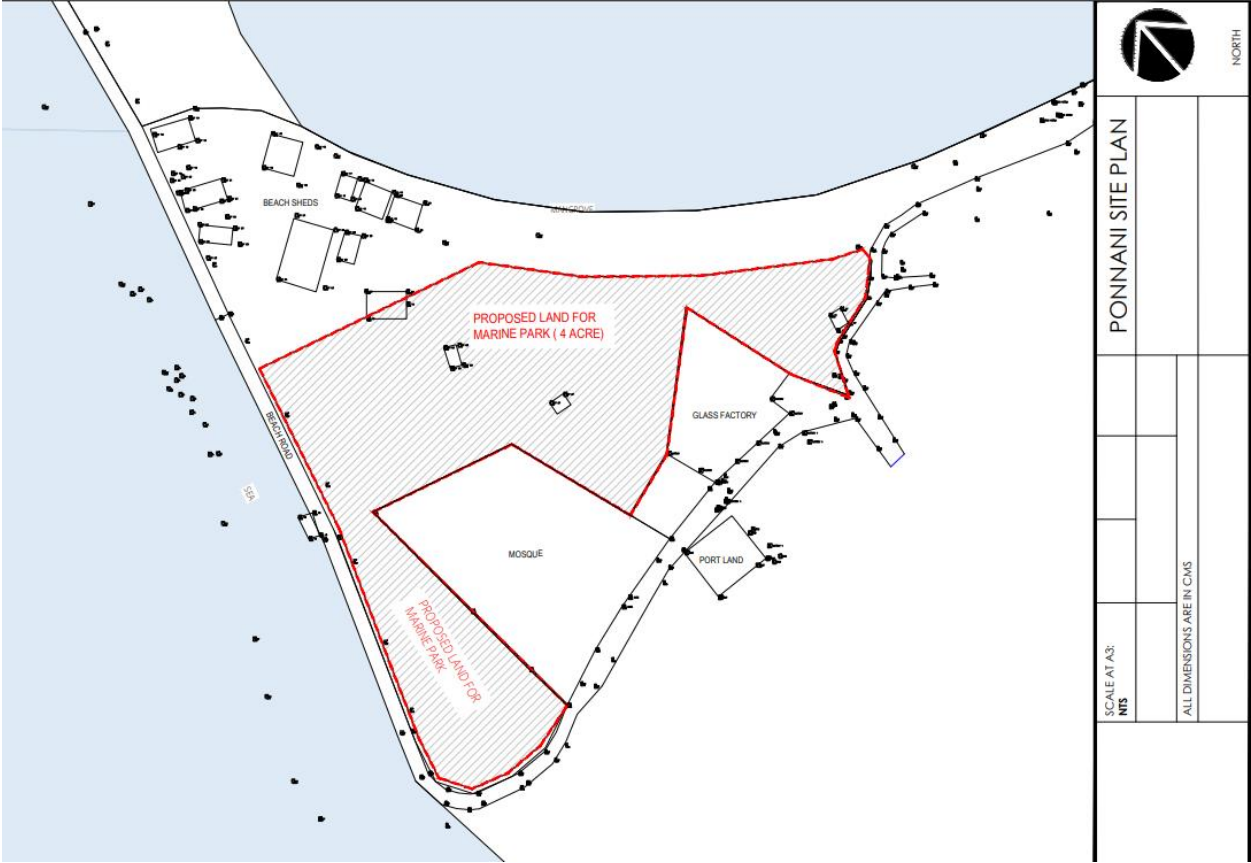 BEACH SHEDS
MANGROVE
PROPOSED LAND FOR
MARINE PARK ( 4 ACRE)
GLASS FACTORY
BEACH ROAD
SEA
MOSQUE
PORT LAND
PROPOSED LAND FOR
MARINE PARK
NORTH
PONNANI SITE PLAN
SCALE AT A3:
NTS
ALL DIMENSIONS ARE IN CMS